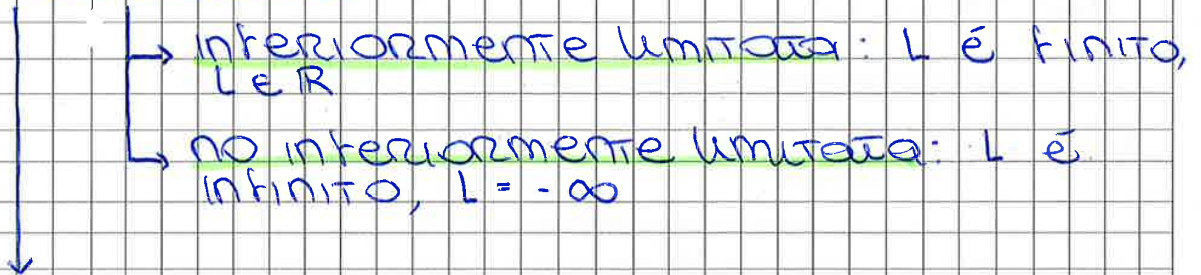 → inferiormente limitata: L é finito,
L ∈ R
→ no inferiormente limitata: L é
infinito, L = -∞